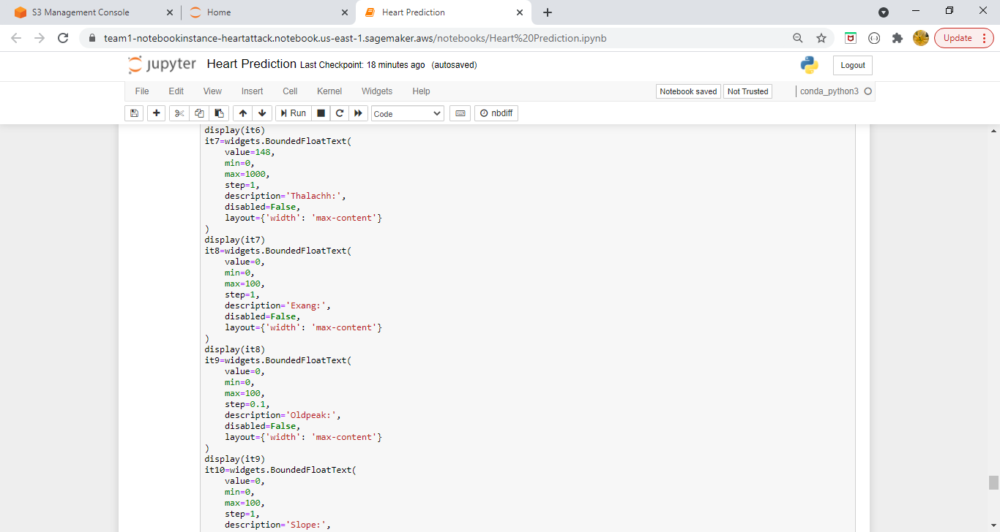 S3 Management Console
Home
Heart Prediction
team1-notebookinstance-heartattack.notebook.us-east-1.sagemaker.aws/notebooks/Heart%20Prediction.ipynb
Update
jupyter Heart Prediction Last Checkpoint: 18 minutes ago (autosaved)
Logout
File Edit View Insert Cell Kernel Widgets Help
Notebook saved Not Trusted conda_python3
Run Code nbdiff
display(it6)
it7=widgets.BoundedFloatText(
    value=148,
    min=0,
    max=1000,
    step=1,
    description='Thalachh:',
    disabled=False,
    layout={'width': 'max-content'}
)
display(it7)
it8=widgets.BoundedFloatText(
    value=0,
    min=0,
    max=100,
    step=1,
    description='Exang:',
    disabled=False,
    layout={'width': 'max-content'}
)
display(it8)
it9=widgets.BoundedFloatText(
    value=0,
    min=0,
    max=100,
    step=0.1,
    description='Oldpeak:',
    disabled=False,
    layout={'width': 'max-content'}
)
display(it9)
it10=widgets.BoundedFloatText(
    value=0,
    min=0,
    max=100,
    step=1,
    description='Slope:',